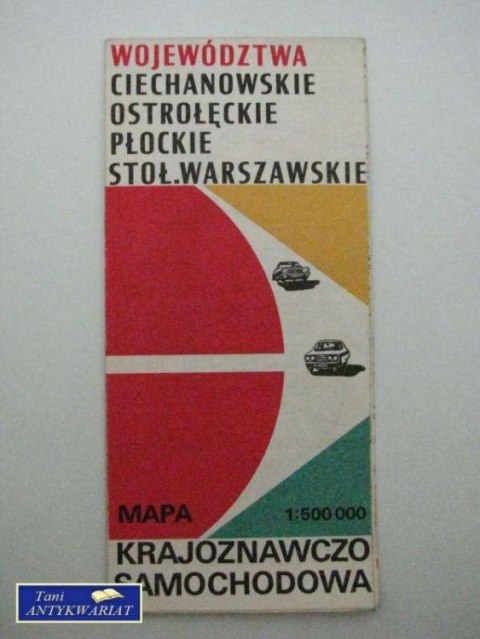 WOJEWÓDZTWA
CIECHANOWSKIE
OSTROŁĘCKIE
PŁOCKIE
STOŁ.WARSZAWSKIE
MAPA 1:500 000
KRAJOZNAWCZO
SAMOCHODOWA
Tani
ANTYKWARIAT